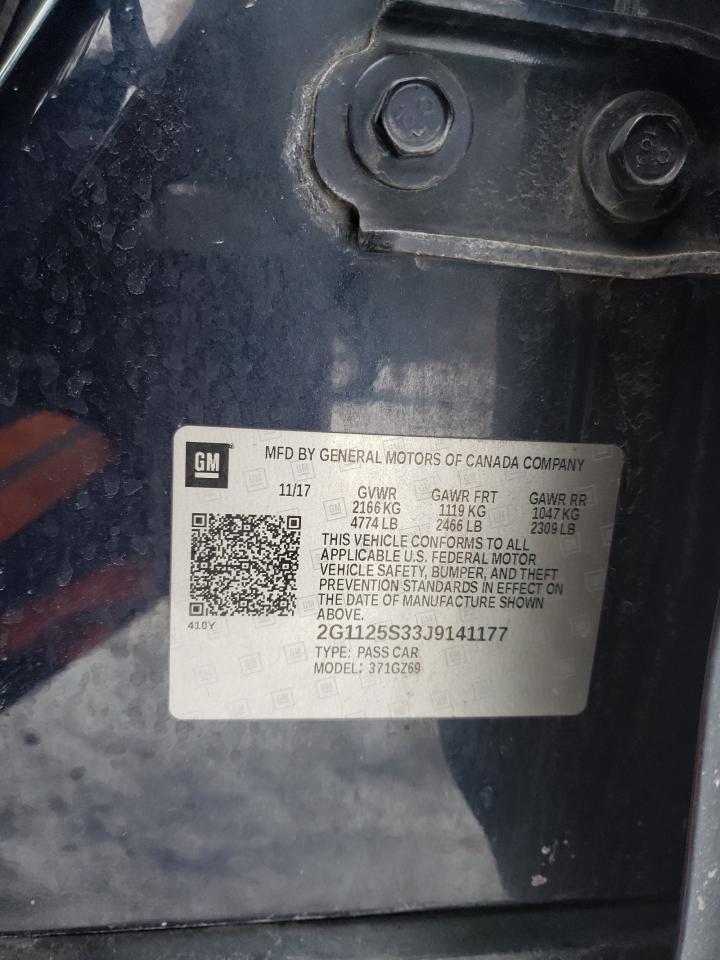 GM
MFD BY GENERAL MOTORS OF CANADA COMPANY
11/17 GVWR GAWR FRT GAWR RR
2166 KG 1119 KG 1047 KG
4774 LB 2466 LB 2309 LB
THIS VEHICLE CONFORMS TO ALL
APPLICABLE U.S. FEDERAL MOTOR
VEHICLE SAFETY, BUMPER, AND THEFT
PREVENTION STANDARDS IN EFFECT ON
THE DATE OF MANUFACTURE SHOWN
ABOVE.
410Y
2G1125S33J9141177
TYPE: PASS CAR
MODEL: 371GZ69